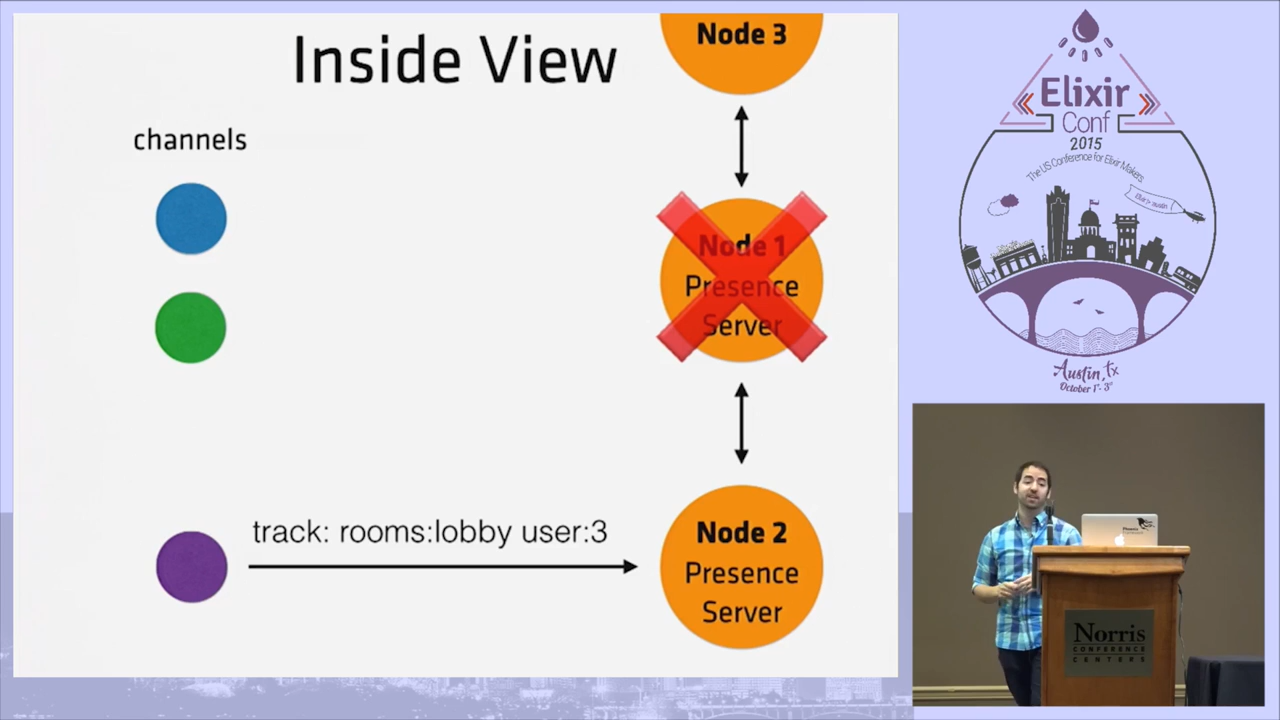 Inside View
Node 3
channels
Node 1
Presence
Server
track: rooms:lobby user:3
Node 2
Presence
Server
Elixir
Conf
2015
The US Conference for Elixir Makers
Austin, tx
October 1st - 3rd
Norris
CONFERENCE
CENTERS